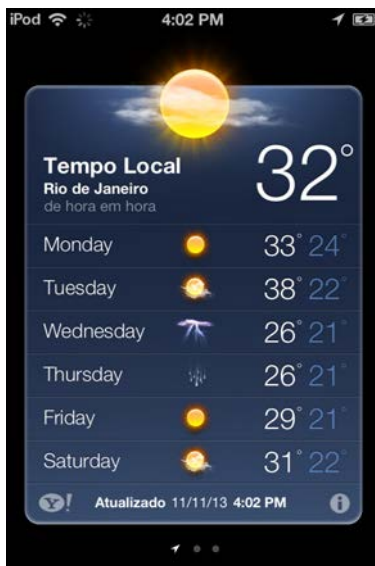 iPod 4:02 PM
Tempo Local 32°
Rio de Janeiro
de hora em hora
Monday 33° 24°
Tuesday 38° 22°
Wednesday 26° 21°
Thursday 26° 21°
Friday 29° 21°
Saturday 31° 22°
Y! Atualizado 11/11/13 4:02 PM i